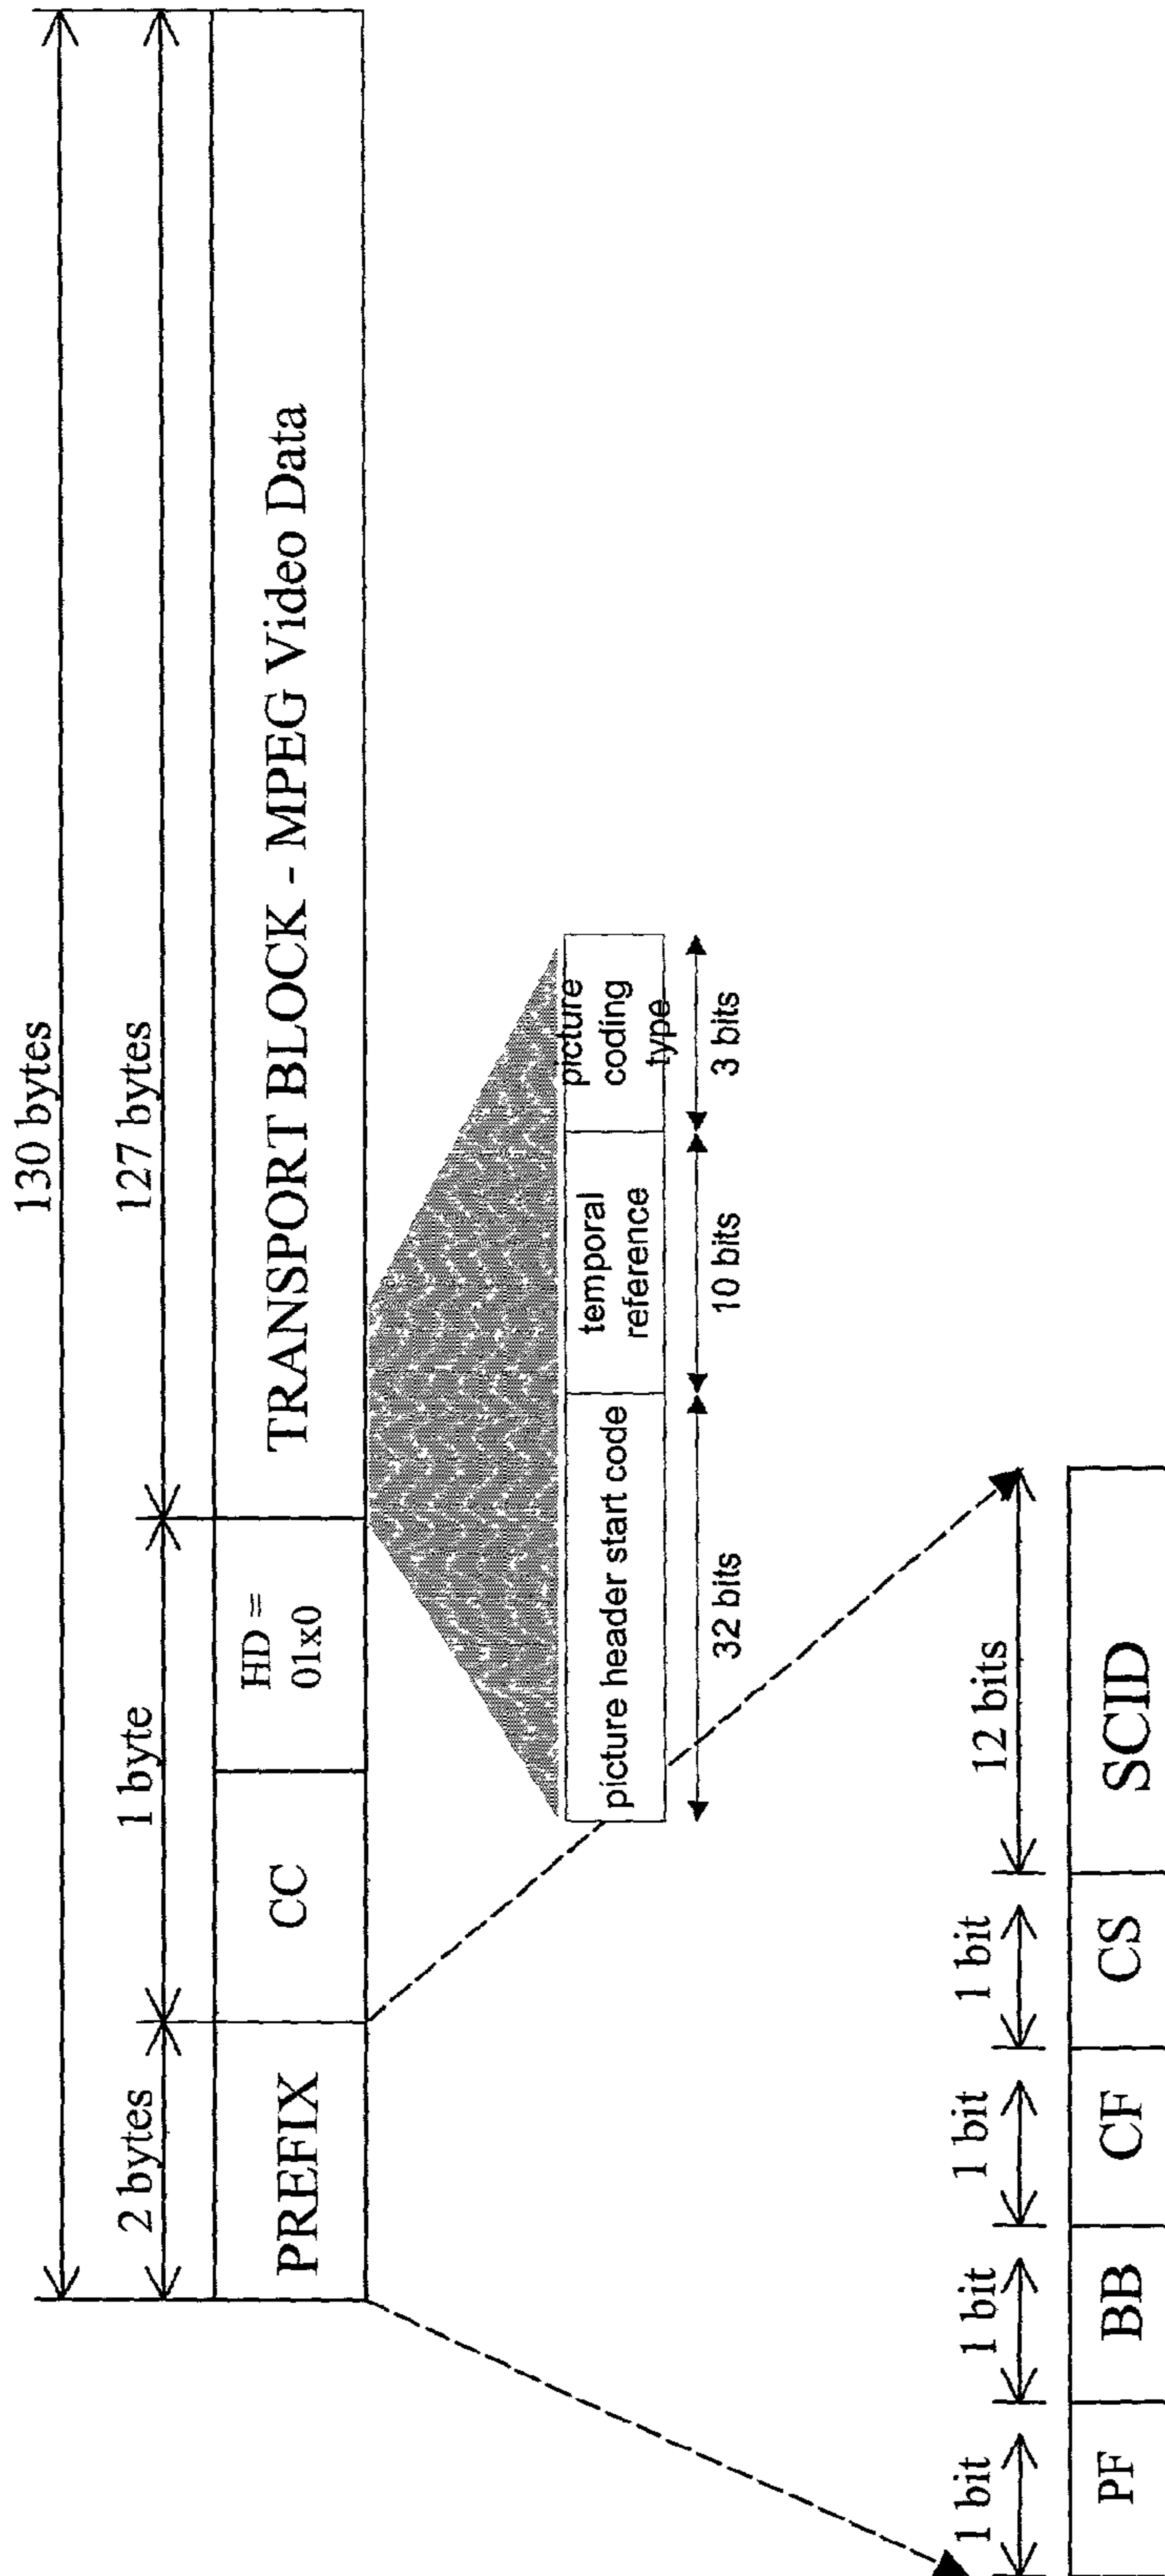 130 bytes
2 bytes
1 byte
127 bytes
PREFIX
CC
HD =
01x0
TRANSPORT BLOCK - MPEG Video Data
picture header start code
temporal
reference
picture
coding
type
32 bits
10 bits
3 bits
1 bit
1 bit
1 bit
1 bit
12 bits
PF
BB
CF
CS
SCID